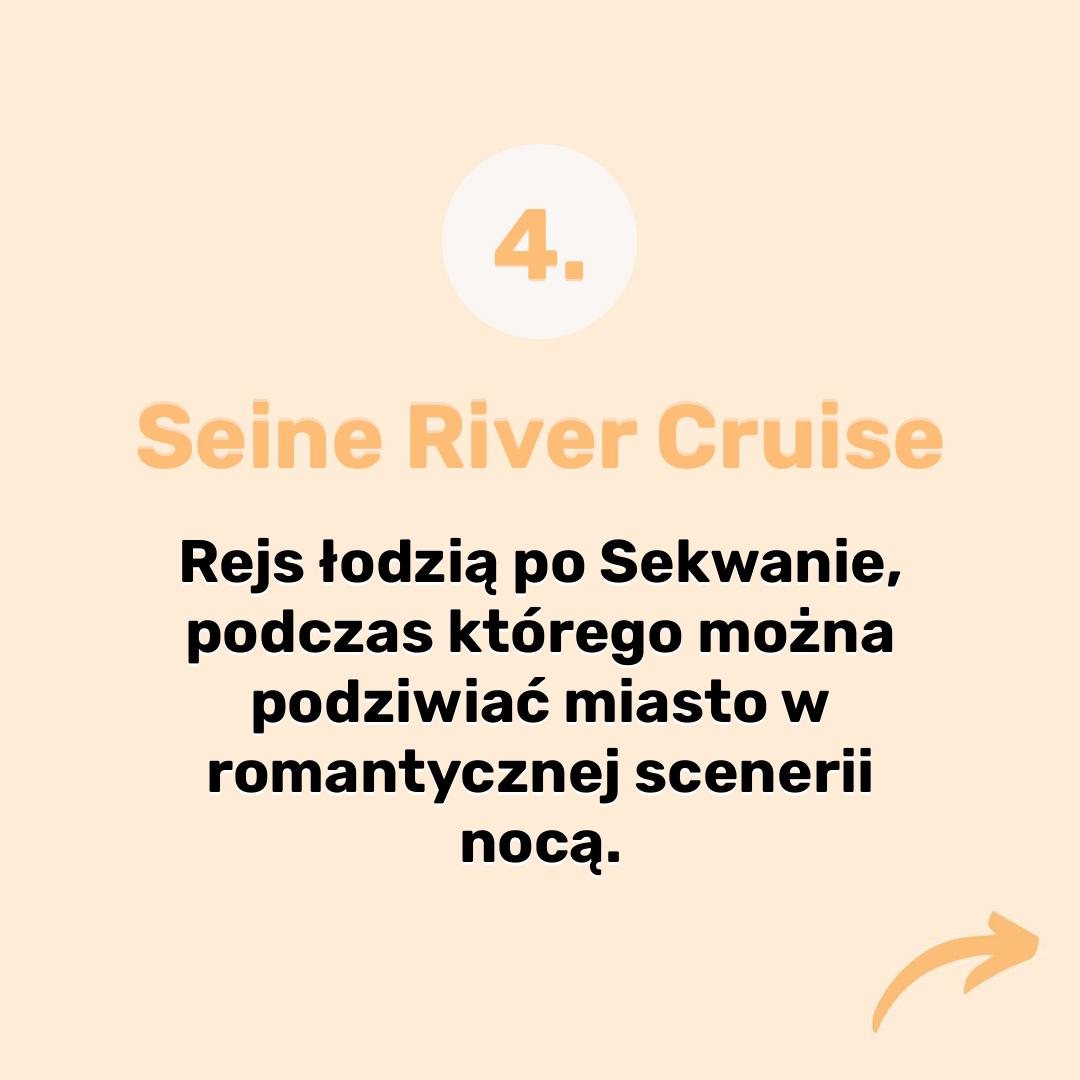 4.
Seine River Cruise
Rejs łodzią po Sekwanie,
podczas którego można
podziwiać miasto w
romantycznej scenerii
nocą.